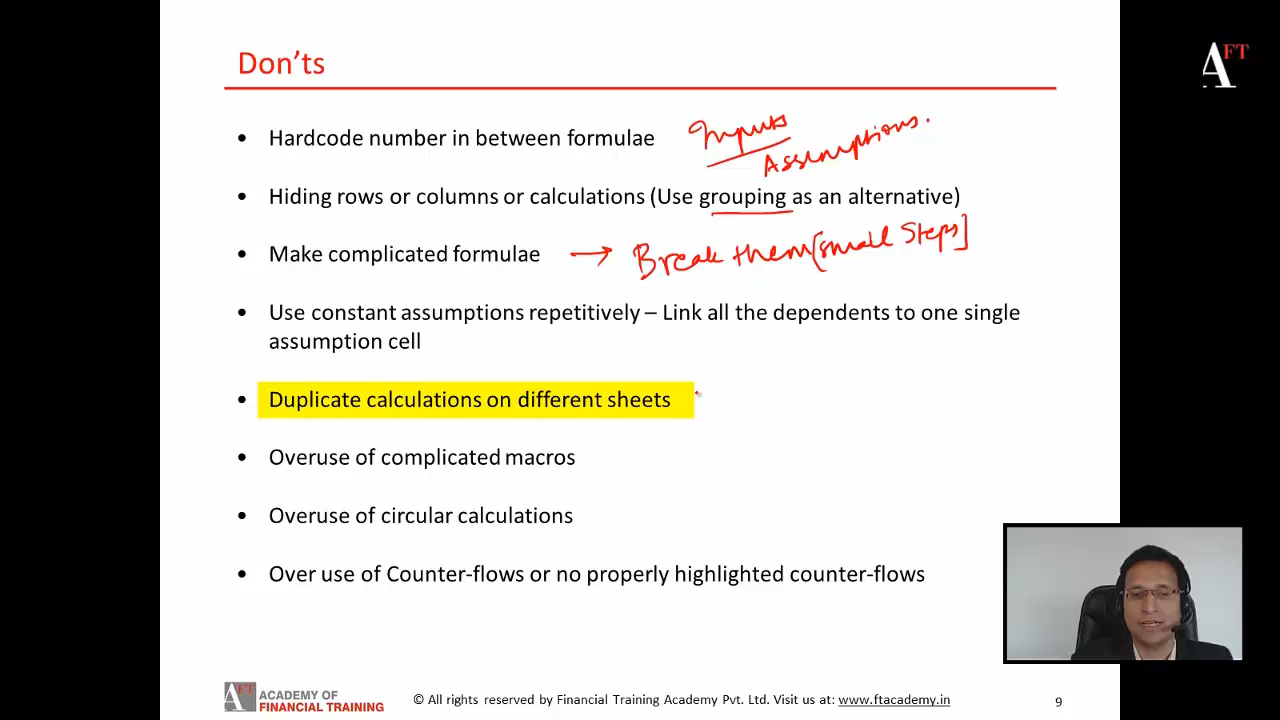 AFT
Don'ts
• Hardcode number in between formulae
Inputs
Assumptions.
• Hiding rows or columns or calculations (Use grouping as an alternative)
• Make complicated formulae → Break them [small Steps]
• Use constant assumptions repetitively – Link all the dependents to one single
assumption cell
• Duplicate calculations on different sheets
• Overuse of complicated macros
• Overuse of circular calculations
• Over use of Counter-flows or no properly highlighted counter-flows
AFT
ACADEMY OF
FINANCIAL TRAINING
© All rights reserved by Financial Training Academy Pvt. Ltd. Visit us at: www.ftacademy.in
9